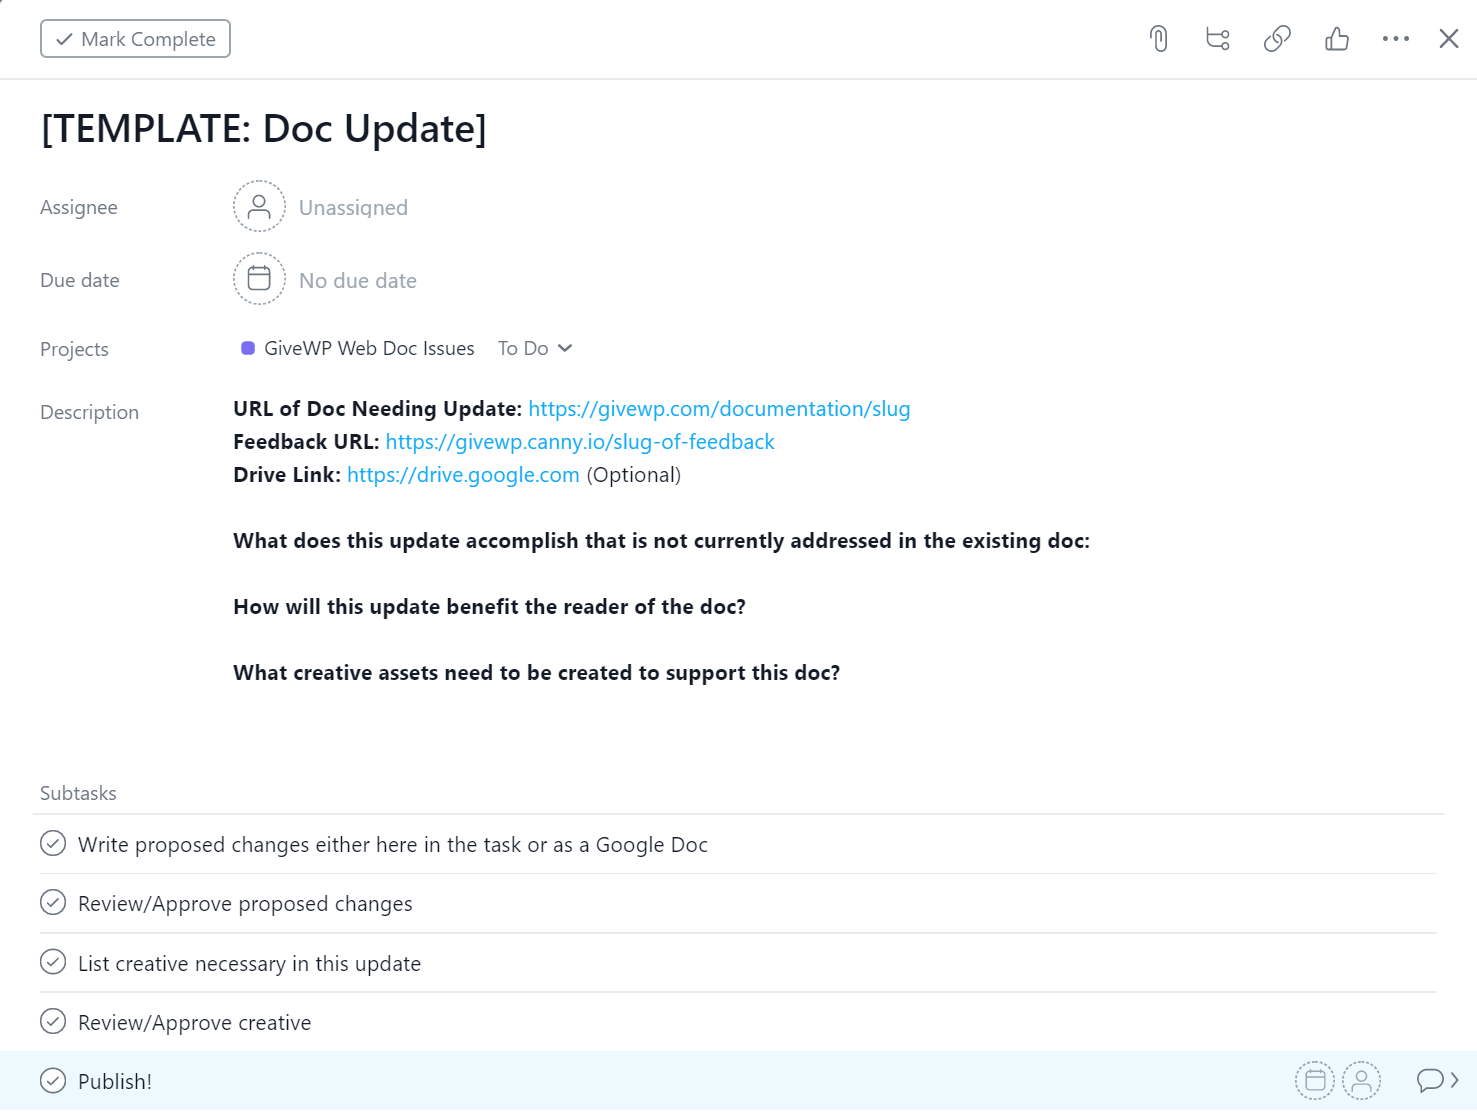 Mark Complete
[TEMPLATE: Doc Update]
Assignee Unassigned
Due date No due date
Projects GiveWP Web Doc Issues To Do
Description URL of Doc Needing Update: https://givewp.com/documentation/slug
Feedback URL: https://givewp.canny.io/slug-of-feedback
Drive Link: https://drive.google.com (Optional)
What does this update accomplish that is not currently addressed in the existing doc:
How will this update benefit the reader of the doc?
What creative assets need to be created to support this doc?
Subtasks
Write proposed changes either here in the task or as a Google Doc
Review/Approve proposed changes
List creative necessary in this update
Review/Approve creative
Publish!